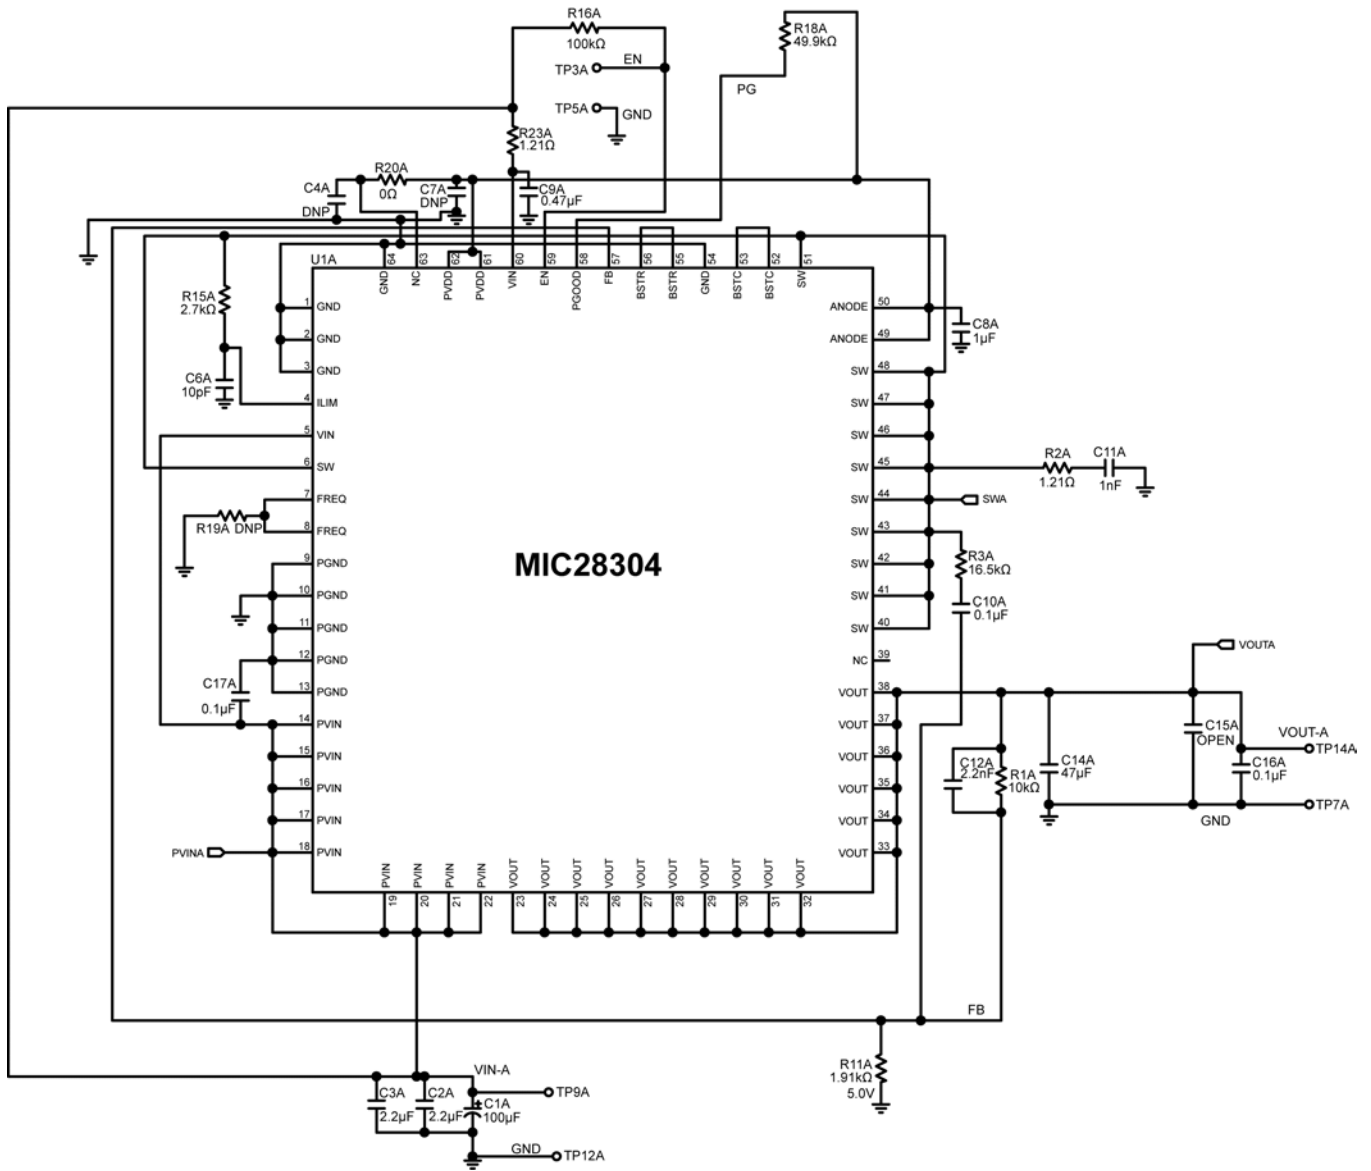 R16A
100kΩ
R18A
49.9kΩ
TP3A
EN
PG
TP5A
GND
R23A
1.21Ω
R20A
0Ω
C4A
DNP
C7A
DNP
C9A
0.47µF
U1A
GND
64
NC
63
PVDD
62
PVDD
61
VIN
60
EN
59
PGOOD
58
FB
57
BSTR
56
BSTR
55
GND
54
BSTC
53
BSTC
52
SW
51
R15A
2.7kΩ
C6A
10pF
1 GND
2 GND
3 GND
4 ILIM
5 VIN
6 SW
7 FREQ
8 FREQ
R19A DNP
9 PGND
10 PGND
11 PGND
12 PGND
13 PGND
C17A
0.1µF
14 PVIN
15 PVIN
16 PVIN
17 PVIN
18 PVIN
PVINA
MIC28304
ANODE 50
ANODE 49
C8A
1µF
SW 48
SW 47
SW 46
SW 45
SW 44
SW 43
SW 42
SW 41
SW 40
NC 39
VOUT 38
VOUT 37
VOUT 36
VOUT 35
VOUT 34
VOUT 33
R2A
1.21Ω
C11A
1nF
SWA
R3A
16.5kΩ
C10A
0.1µF
VOUTA
C15A
OPEN
VOUT-A
TP14A
C12A
2.2nF
R1A
10kΩ
C14A
47µF
C16A
0.1µF
GND
TP7A
PVIN
19
PVIN
20
PVIN
21
PVIN
22
VOUT
23
VOUT
24
VOUT
25
VOUT
26
VOUT
27
VOUT
28
VOUT
29
VOUT
30
VOUT
31
VOUT
32
FB
R11A
1.91kΩ
5.0V
VIN-A
TP9A
C3A
2.2µF
C2A
2.2µF
C1A
100µF
GND
TP12A